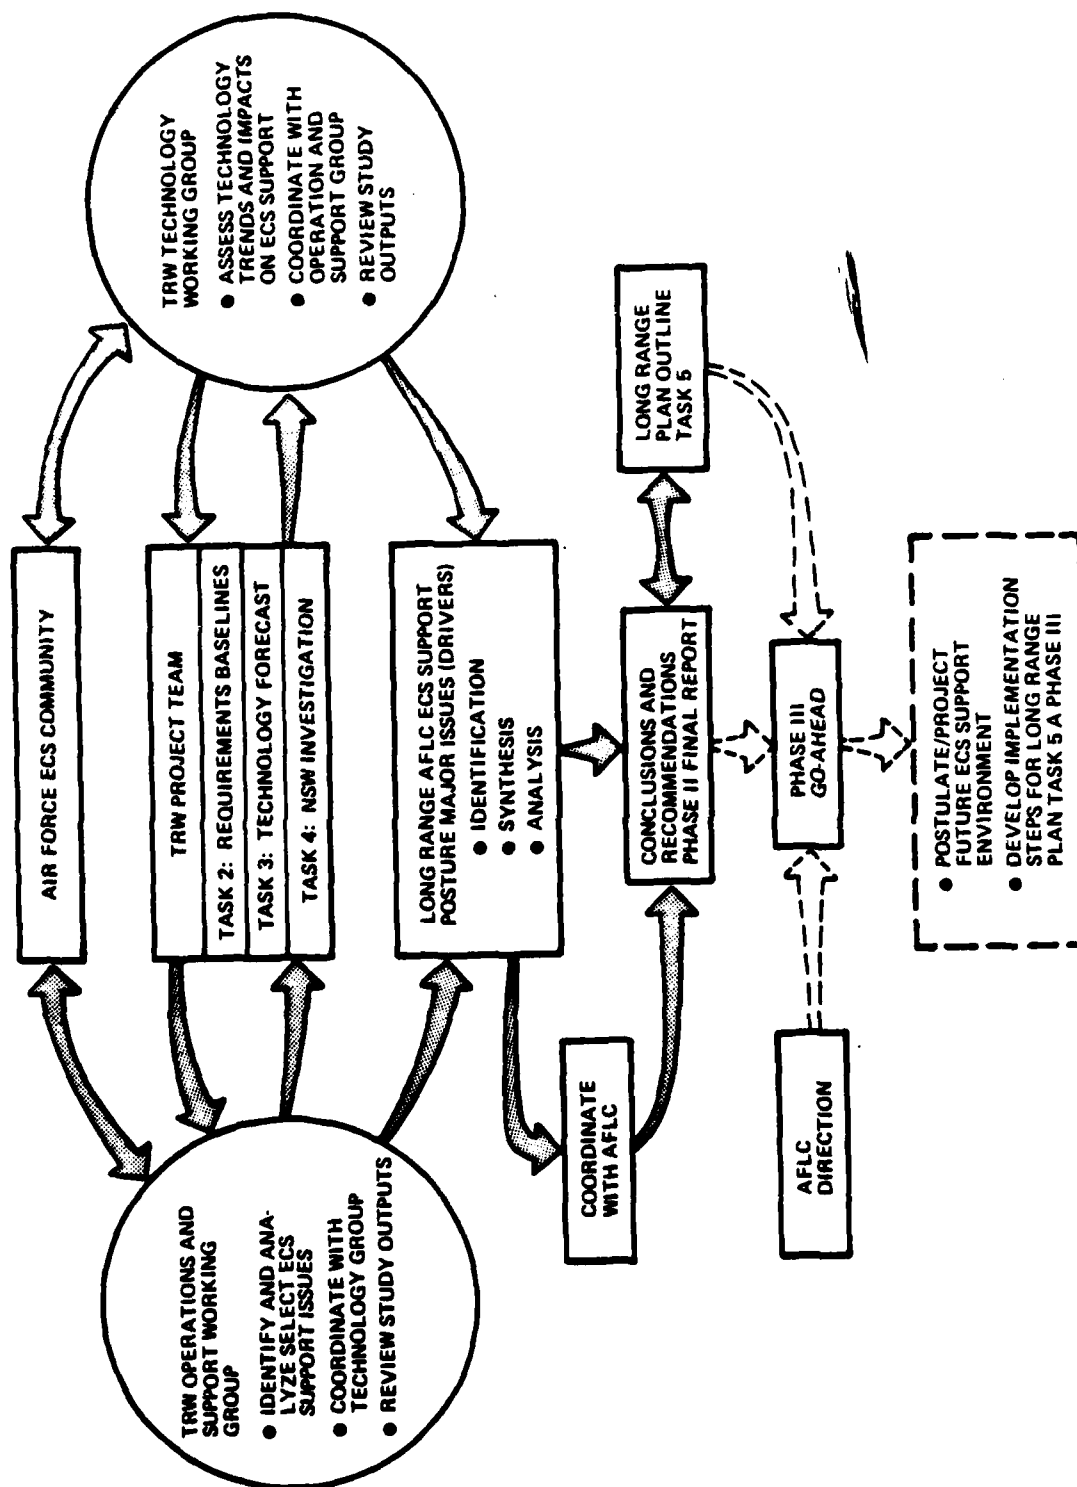 AIR FORCE ECS COMMUNITY
TRW OPERATIONS AND
SUPPORT WORKING
GROUP
● IDENTIFY AND ANA-
LYZE SELECT ECS
SUPPORT ISSUES
● COORDINATE WITH
TECHNOLOGY GROUP
● REVIEW STUDY OUTPUTS
TRW PROJECT TEAM
TASK 2: REQUIREMENTS BASELINES
TASK 3: TECHNOLOGY FORECAST
TASK 4: NSW INVESTIGATION
TRW TECHNOLOGY
WORKING GROUP
● ASSESS TECHNOLOGY
TRENDS AND IMPACTS
ON ECS SUPPORT
● COORDINATE WITH
OPERATION AND
SUPPORT GROUP
● REVIEW STUDY
OUTPUTS
LONG RANGE AFLC ECS SUPPORT
POSTURE MAJOR ISSUES (DRIVERS)
● IDENTIFICATION
● SYNTHESIS
● ANALYSIS
COORDINATE
WITH AFLC
CONCLUSIONS AND
RECOMMENDATIONS
PHASE II FINAL REPORT
LONG RANGE
PLAN OUTLINE
TASK 5
AFLC
DIRECTION
PHASE III
GO-AHEAD
● POSTULATE/PROJECT
FUTURE ECS SUPPORT
ENVIRONMENT
● DEVELOP IMPLEMENTATION
STEPS FOR LONG RANGE
PLAN TASK 5 A PHASE III